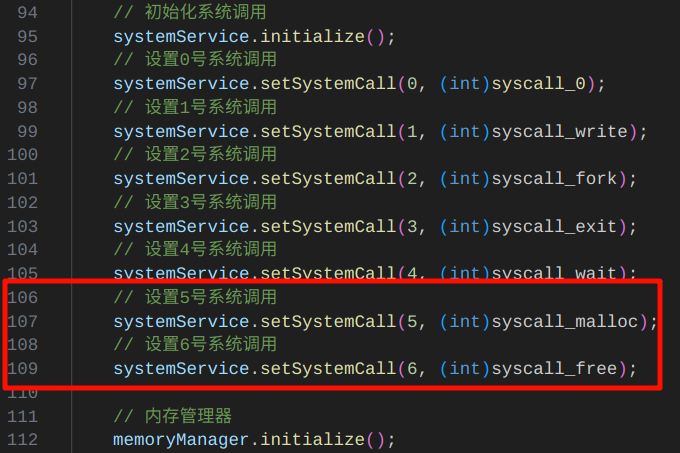 94 // 初始化系统调用
95 systemService.initialize();
96 // 设置0号系统调用
97 systemService.setSystemCall(0, (int)syscall_0);
98 // 设置1号系统调用
99 systemService.setSystemCall(1, (int)syscall_write);
100 // 设置2号系统调用
101 systemService.setSystemCall(2, (int)syscall_fork);
102 // 设置3号系统调用
103 systemService.setSystemCall(3, (int)syscall_exit);
104 // 设置4号系统调用
105 systemService.setSystemCall(4, (int)syscall_wait);
106 // 设置5号系统调用
107 systemService.setSystemCall(5, (int)syscall_malloc);
108 // 设置6号系统调用
109 systemService.setSystemCall(6, (int)syscall_free);
110
111 // 内存管理器
112 memoryManager.initialize();